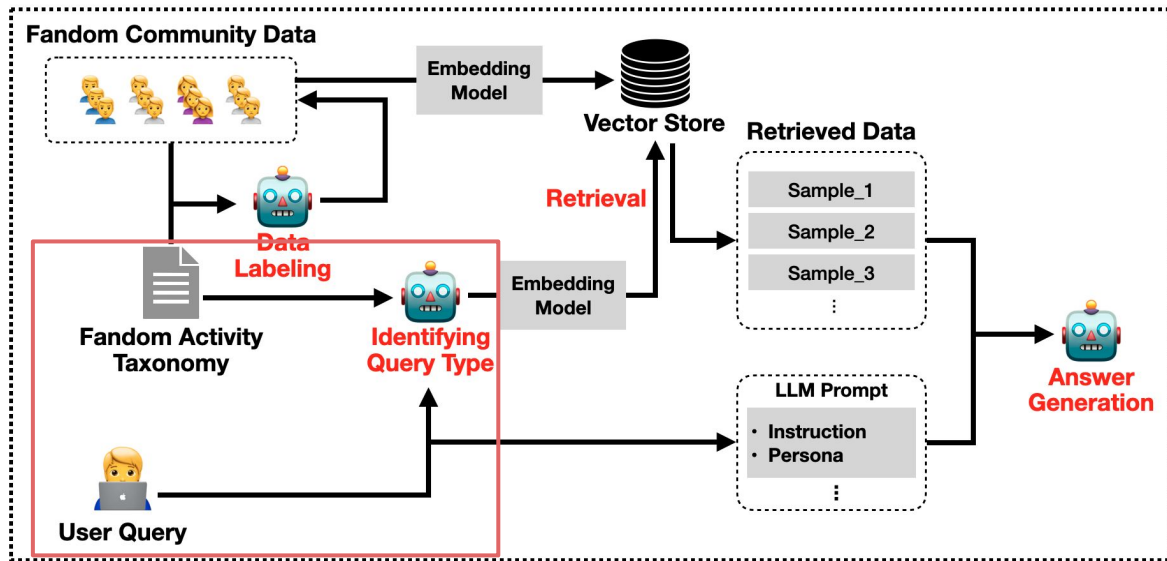 Fandom Community Data
Embedding
Model
Vector Store
Retrieved Data
Sample_1
Sample_2
Sample_3
⋮
Retrieval
Data
Labeling
Embedding
Model
Identifying
Query Type
Fandom Activity
Taxonomy
Answer
Generation
LLM Prompt
• Instruction
• Persona
⋮
User Query